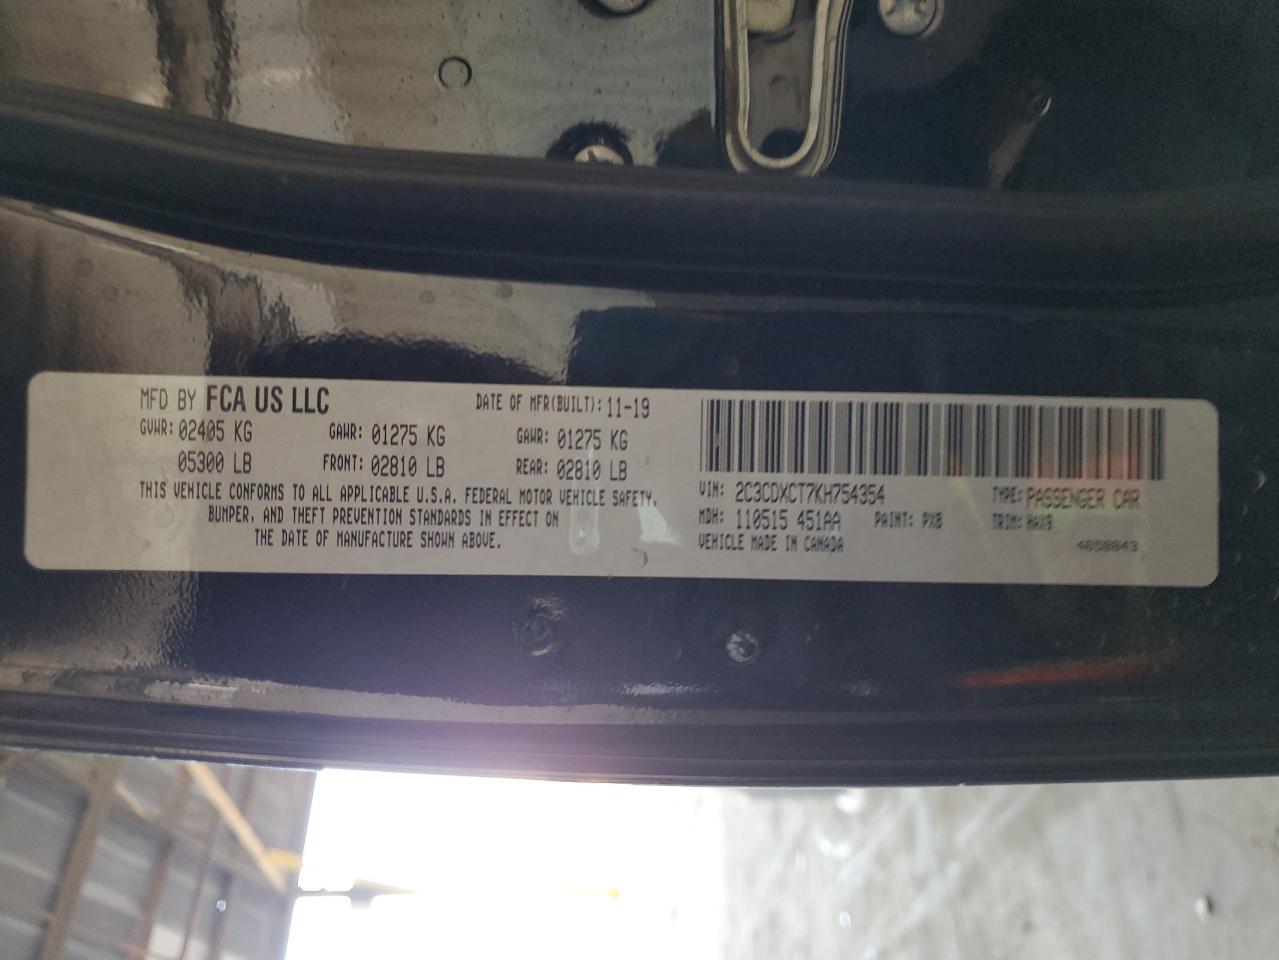 MFD BY FCA US LLC DATE OF MFR(BUILT): 11-19
GVWR: 02405 KG GAWR: 01275 KG GAWR: 01275 KG
05300 LB FRONT: 02810 LB REAR: 02810 LB
THIS VEHICLE CONFORMS TO ALL APPLICABLE U.S.A. FEDERAL MOTOR VEHICLE SAFETY,
BUMPER, AND THEFT PREVENTION STANDARDS IN EFFECT ON
THE DATE OF MANUFACTURE SHOWN ABOVE.
VIN: 2C3CDXCT7KH754354 TYPE: PASSENGER CAR
MDH: 110515 451AA PAINT: PX8 TRIM: HAX9
VEHICLE MADE IN CANADA 4658843